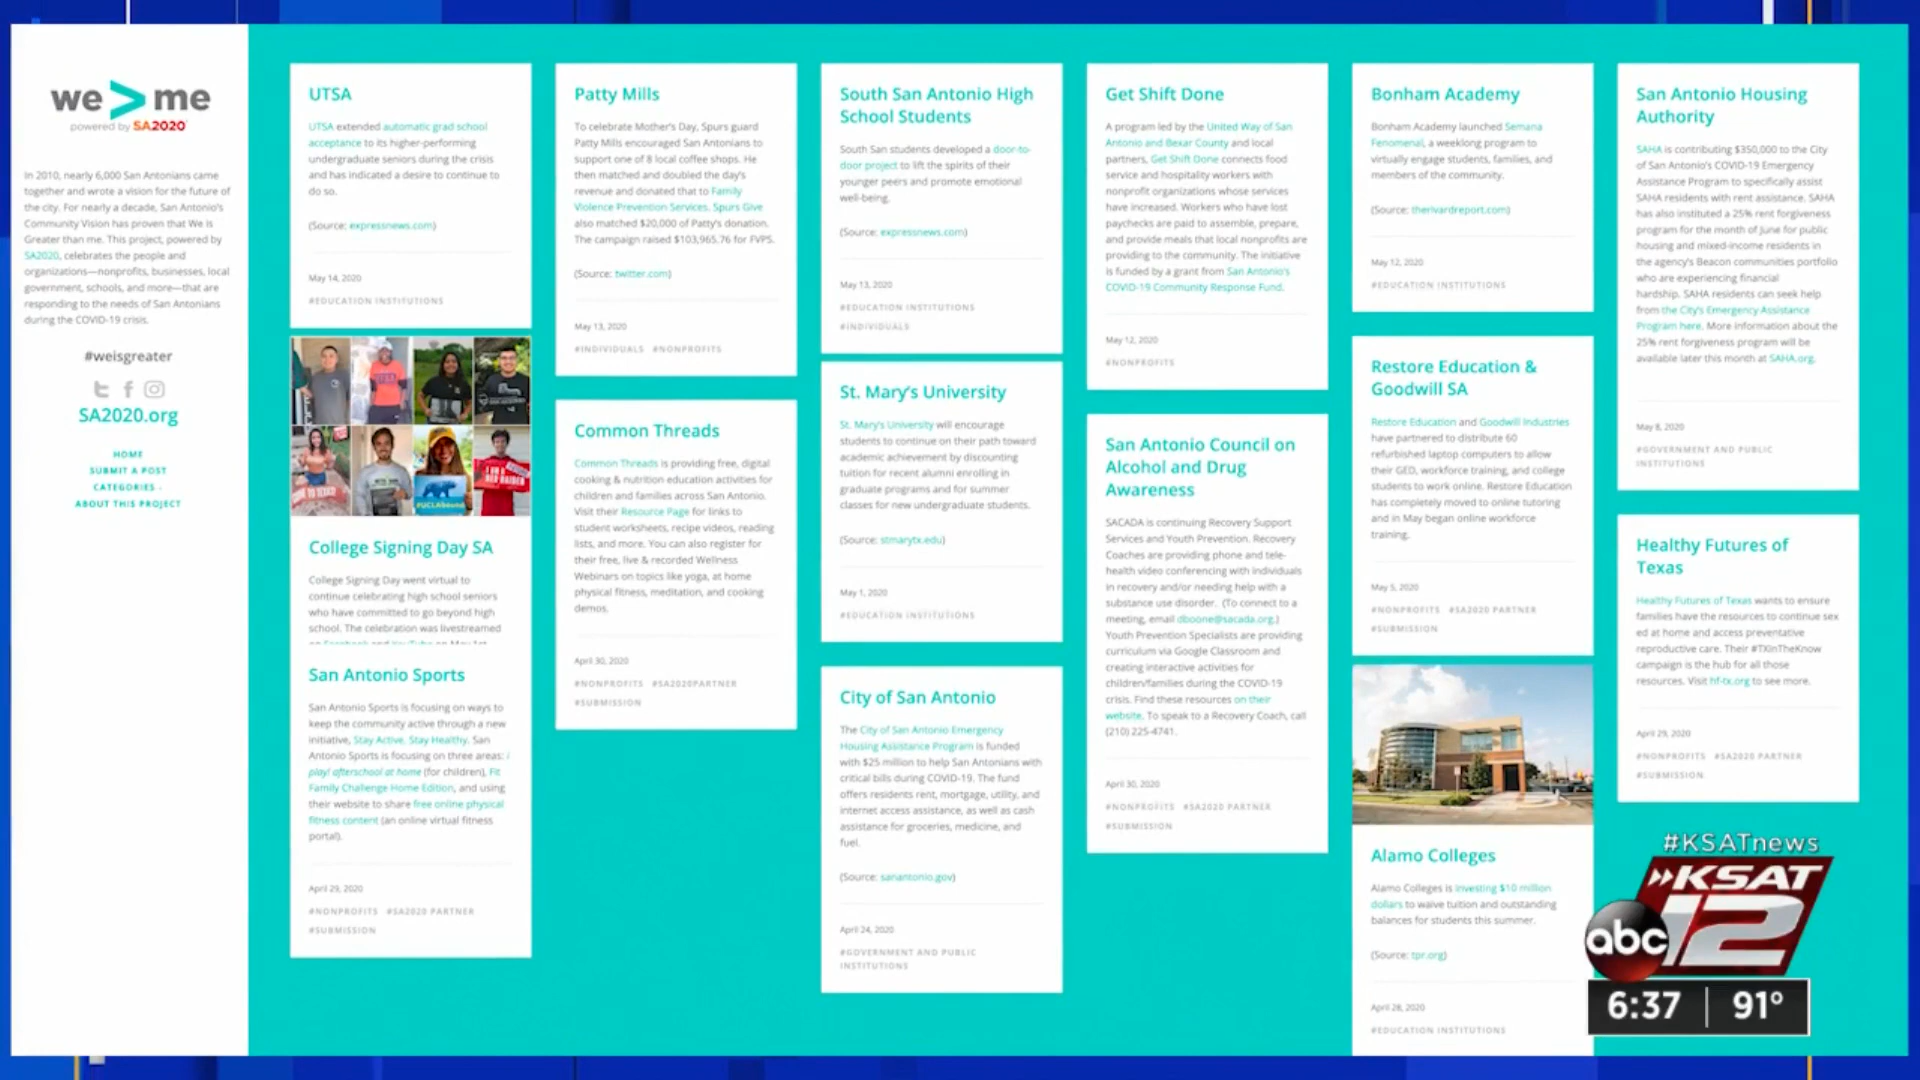 we > me
powered by SA2020
In 2010, nearly 6,000 San Antonians came
together and wrote a vision for the future of
the city. For nearly a decade, San Antonio's
Community Vision has proven that We is
Greater than me. This project, powered by
SA2020, celebrates the people and
organizations—nonprofits, businesses, local
government, schools, and more—that are
responding to the needs of San Antonians
during the COVID-19 crisis.
#weisgreater
SA2020.org
HOME
SUBMIT A POST
CATEGORIES -
ABOUT THIS PROJECT
UTSA
UTSA extended automatic grad school
acceptance to its higher-performing
undergraduate seniors during the crisis
and has indicated a desire to continue to
do so.
(Source: expressnews.com)
May 14, 2020
#EDUCATION INSTITUTIONS
#UCLABound
College Signing Day SA
College Signing Day went virtual to
continue celebrating high school seniors
who have committed to go beyond high
school. The celebration was livestreamed
on Facebook and YouTube on May 1st
San Antonio Sports
San Antonio Sports is focusing on ways to
keep the community active through a new
initiative, Stay Active. Stay Healthy. San
Antonio Sports is focusing on three areas: i
play! afterschool at home (for children), Fit
Family Challenge Home Edition, and using
their website to share free online physical
fitness content (an online virtual fitness
portal).
April 29, 2020
#NONPROFITS #SA2020 PARTNER
#SUBMISSION
Patty Mills
To celebrate Mother's Day, Spurs guard
Patty Mills encouraged San Antonians to
support one of 8 local coffee shops. He
then matched and doubled the day's
revenue and donated that to Family
Violence Prevention Services. Spurs Give
also matched $20,000 of Patty's donation.
The campaign raised $103,965.76 for FVPS.
(Source: twitter.com)
May 13, 2020
#INDIVIDUALS #NONPROFITS
Common Threads
Common Threads is providing free, digital
cooking & nutrition education activities for
children and families across San Antonio.
Visit their Resource Page for links to
student worksheets, recipe videos, reading
lists, and more. You can also register for
their free, live & recorded Wellness
Webinars on topics like yoga, at home
physical fitness, meditation, and cooking
demos.
April 30, 2020
#NONPROFITS #SA2020PARTNER
#SUBMISSION
South San Antonio High
School Students
South San students developed a door-to-
door project to lift the spirits of their
younger peers and promote emotional
well-being.
(Source: expressnews.com)
May 13, 2020
#EDUCATION INSTITUTIONS
#INDIVIDUALS
St. Mary's University
St. Mary's University will encourage
students to continue on their path toward
academic achievement by discounting
tuition for recent alumni enrolling in
graduate programs and for summer
classes for new undergraduate students.
(Source: stmarytx.edu)
May 1, 2020
#EDUCATION INSTITUTIONS
City of San Antonio
The City of San Antonio Emergency
Housing Assistance Program is funded
with $25 million to help San Antonians with
critical bills during COVID-19. The fund
offers residents rent, mortgage, utility, and
internet access assistance, as well as cash
assistance for groceries, medicine, and
fuel.
(Source: sanantonio.gov)
April 24, 2020
#GOVERNMENT AND PUBLIC
INSTITUTIONS
Get Shift Done
A program led by the United Way of San
Antonio and Bexar County and local
partners, Get Shift Done connects food
service and hospitality workers with
nonprofit organizations whose services
have increased. Workers who have lost
paychecks are paid to assemble, prepare,
and provide meals that local nonprofits are
providing to the community. The initiative
is funded by a grant from San Antonio's
COVID-19 Community Response Fund.
May 12, 2020
#NONPROFITS
San Antonio Council on
Alcohol and Drug
Awareness
SACADA is continuing Recovery Support
Services and Youth Prevention. Recovery
Coaches are providing phone and tele-
health video conferencing with individuals
in recovery and/or needing help with a
substance use disorder. (To connect to a
meeting, email dboone@sacada.org.)
Youth Prevention Specialists are providing
curriculum via Google Classroom and
creating interactive activities for
children/families during the COVID-19
crisis. Find these resources on their
website. To speak to a Recovery Coach, call
(210) 225-4741.
April 30, 2020
#NONPROFITS #SA2020 PARTNER
#SUBMISSION
Bonham Academy
Bonham Academy launched Semana
Fenomenal, a weeklong program to
virtually engage students, families, and
members of the community.
(Source: therivardreport.com)
May 12, 2020
#EDUCATION INSTITUTIONS
Restore Education &
Goodwill SA
Restore Education and Goodwill Industries
have partnered to distribute 60
refurbished laptop computers to allow
their GED, workforce training, and college
students to work online. Restore Education
has completely moved to online tutoring
and in May began online workforce
training.
May 5, 2020
#NONPROFITS #SA2020 PARTNER
#SUBMISSION
Alamo Colleges
Alamo Colleges is investing $10 million
dollars to waive tuition and outstanding
balances for students this summer.
(Source: tpr.org)
April 28, 2020
#EDUCATION INSTITUTIONS
San Antonio Housing
Authority
SAHA is contributing $350,000 to the City
of San Antonio's COVID-19 Emergency
Assistance Program to specifically assist
SAHA residents with rent assistance. SAHA
has also instituted a 25% rent forgiveness
program for the month of June for public
housing and mixed-income residents in
the agency's Beacon communities portfolio
who are experiencing financial
hardship. SAHA residents can seek help
from the City's Emergency Assistance
Program here. More information about the
25% rent forgiveness program will be
available later this month at SAHA.org.
May 8, 2020
#GOVERNMENT AND PUBLIC
INSTITUTIONS
Healthy Futures of
Texas
Healthy Futures of Texas wants to ensure
families have the resources to continue sex
ed at home and access preventative
reproductive care. Their #TXInTheKnow
campaign is the hub for all those
resources. Visit hf-tx.org to see more.
April 29, 2020
#NONPROFITS #SA2020 PARTNER
#SUBMISSION
#KSATnews
KSAT
12
abc
6:37 91°